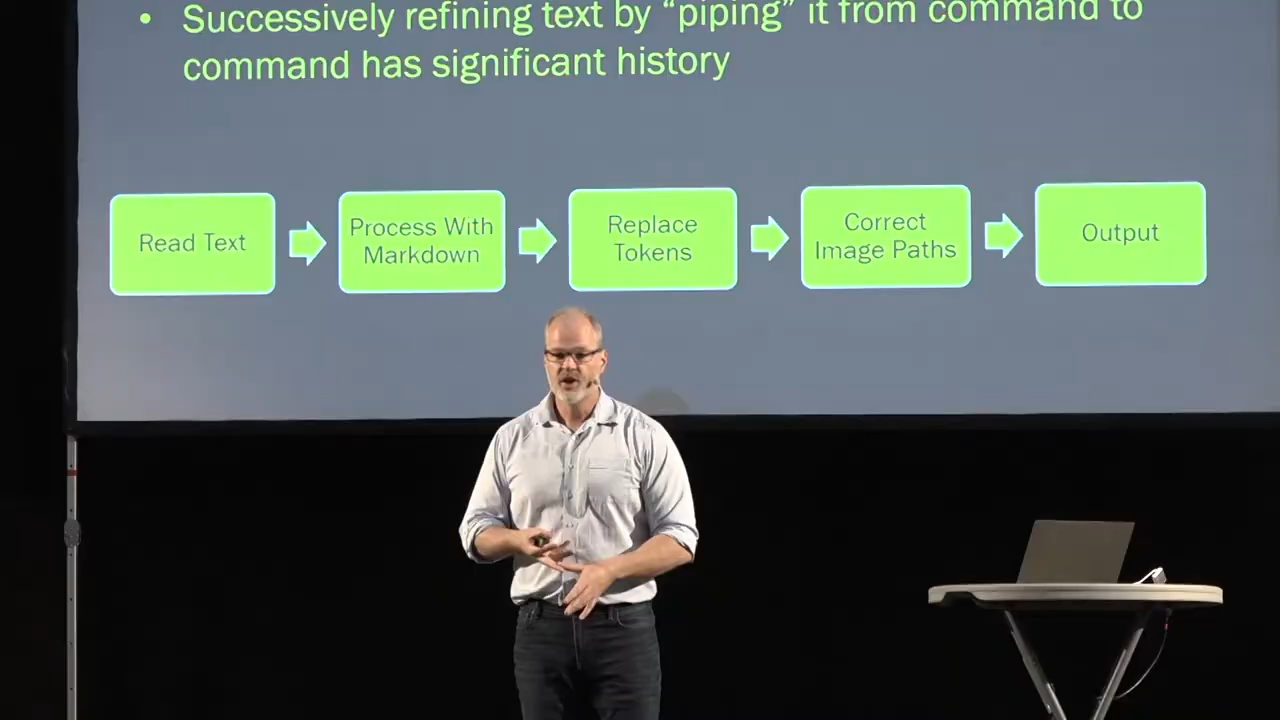 • Successively refining text by “piping” it from command to
command has significant history
Read Text
Process With
Markdown
Replace
Tokens
Correct
Image Paths
Output